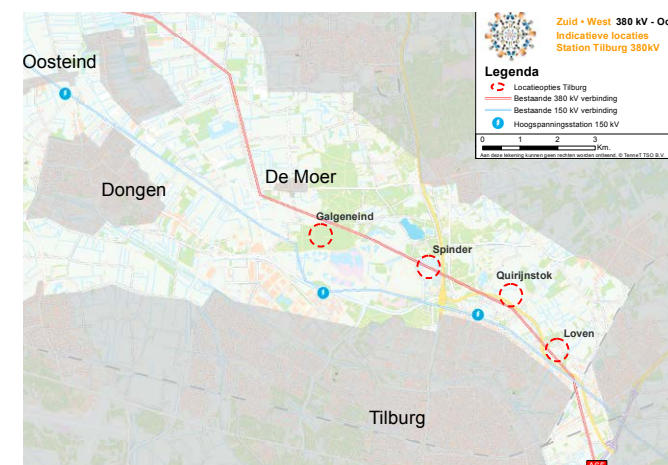 Zuid • West 380 kV - Oo
Indicatieve locaties
Station Tilburg 380kV
Legenda
Locatieopties Tilburg
Bestaande 380 kV verbinding
Bestaande 150 kV verbinding
Hoogspanningsstation 150 kV
0 1 2 3
Km.
Aan deze tekening kunnen geen rechten worden ontleend. © TenneT TSO B.V.
Oosteind
Dongen
De Moer
Galgeneind
Spinder
Quirijnstok
Loven
Tilburg
A65